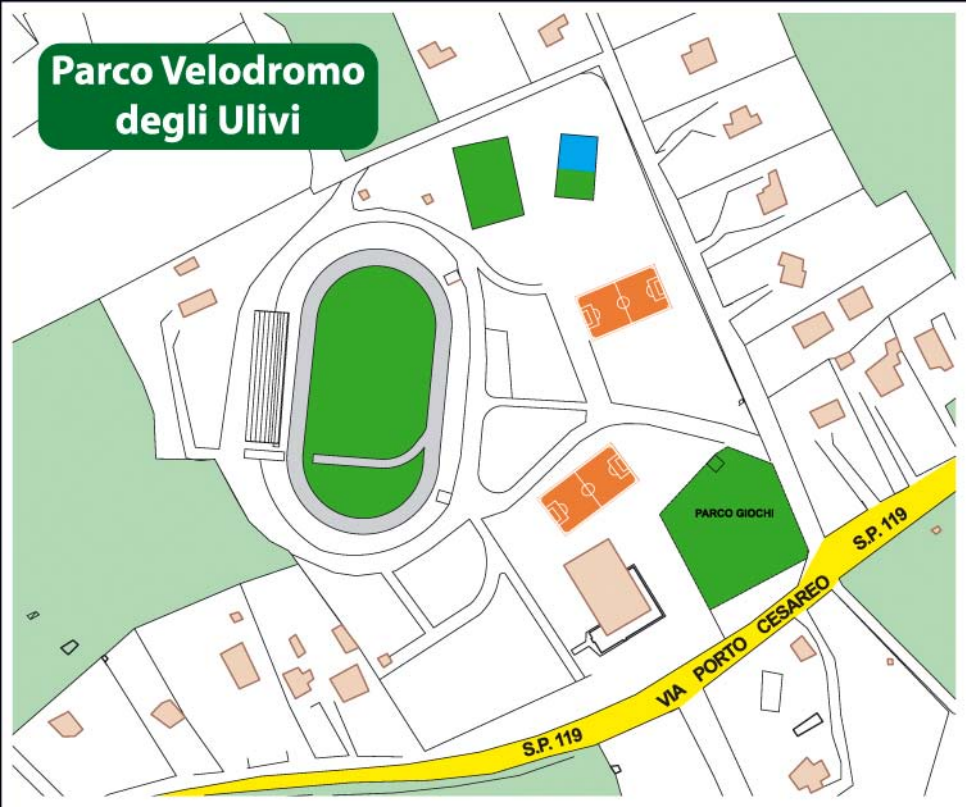 Parco Velodromo
degli Ulivi
PARCO GIOCHI
S.P. 119
VIA PORTO CESAREO
S.P. 119